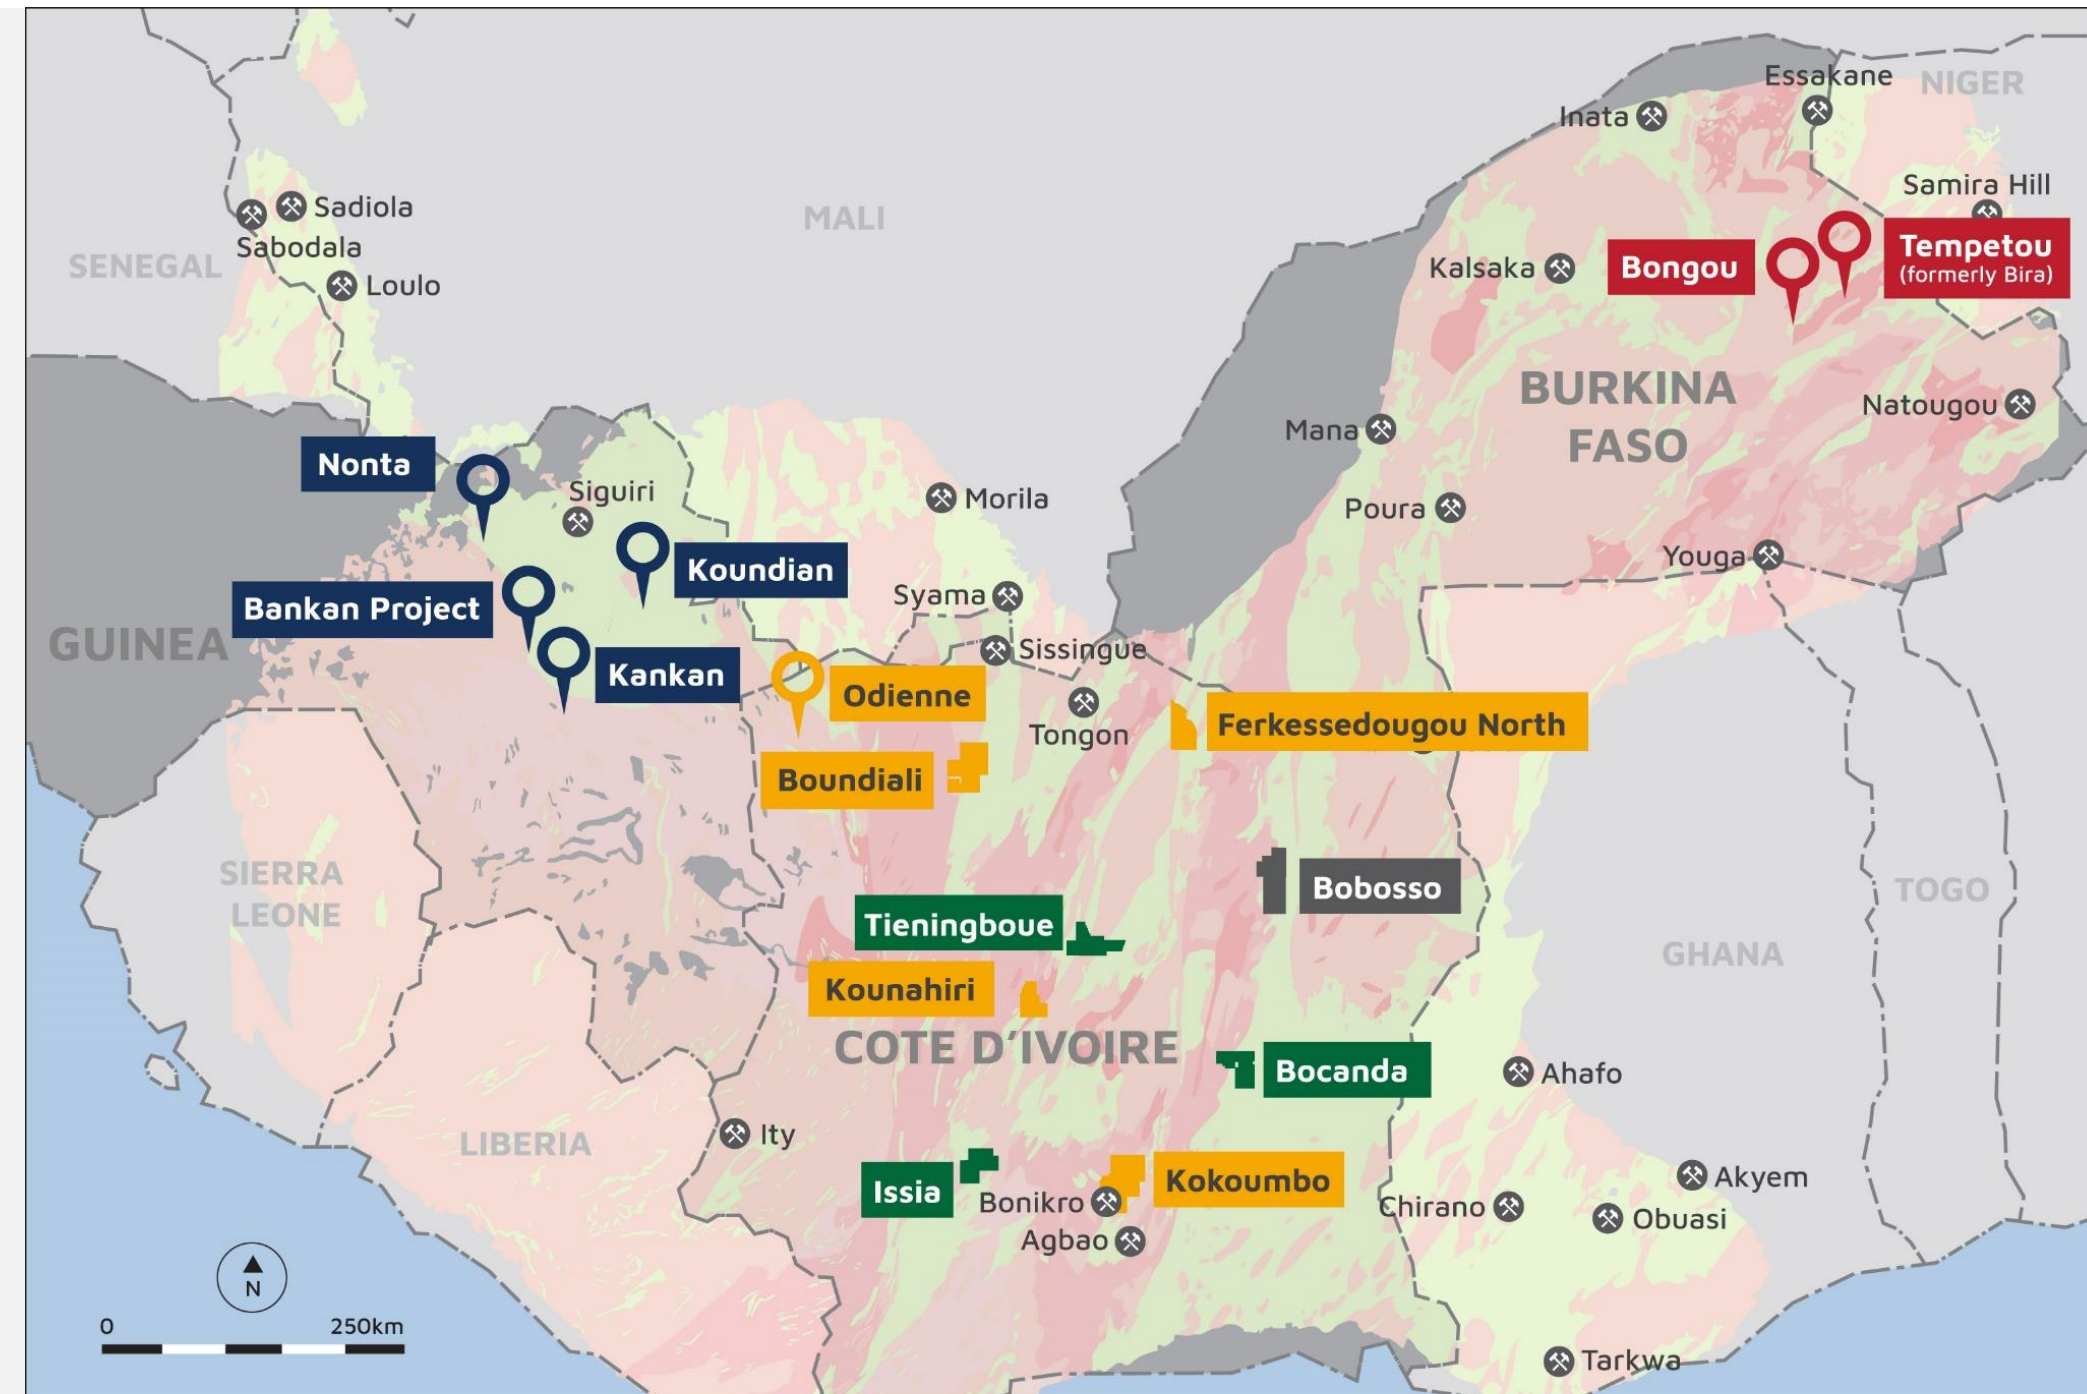 Essakane
NIGER
Inata
Samira Hill
Sadiola
Sabodala
MALI
SENEGAL
Loulo
Kalsaka
Bongou
Tempetou
(formerly Bira)
BURKINA
FASO
Natougou
Mana
Nonta
Siguiri
Morila
Poura
Koundian
Youga
Bankan Project
Syama
GUINEA
Sissingue
Kankan
Odienne
Tongon
Ferkessedougou North
Boundiali
SIERRA
LEONE
Bobosso
TOGO
Tieningboue
GHANA
Kounahiri
COTE D'IVOIRE
Bocanda
Ahafo
LIBERIA
Ity
Issia
Kokoumbo
Bonikro
Akyem
Chirano
Obuasi
Agbao
N
0
250km
Tarkwa